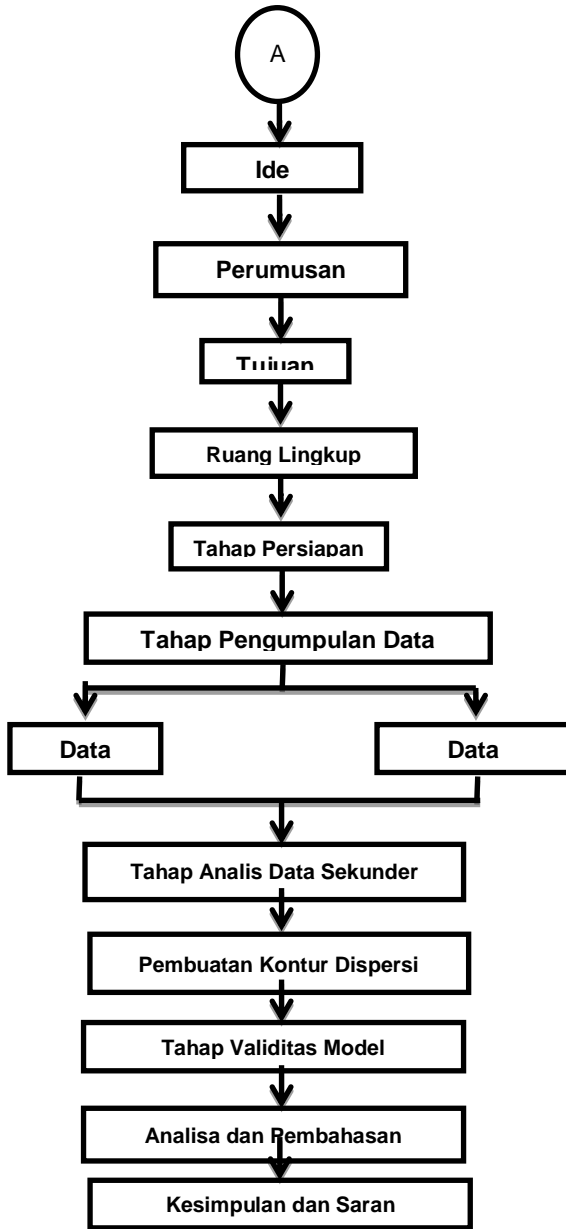 A
Ide
Perumusan
Tujuan
Ruang Lingkup
Tahap Persiapan
Tahap Pengumpulan Data
Data
Data
Tahap Analis Data Sekunder
Pembuatan Kontur Dispersi
Tahap Validitas Model
Analisa dan Pembahasan
Kesimpulan dan Saran